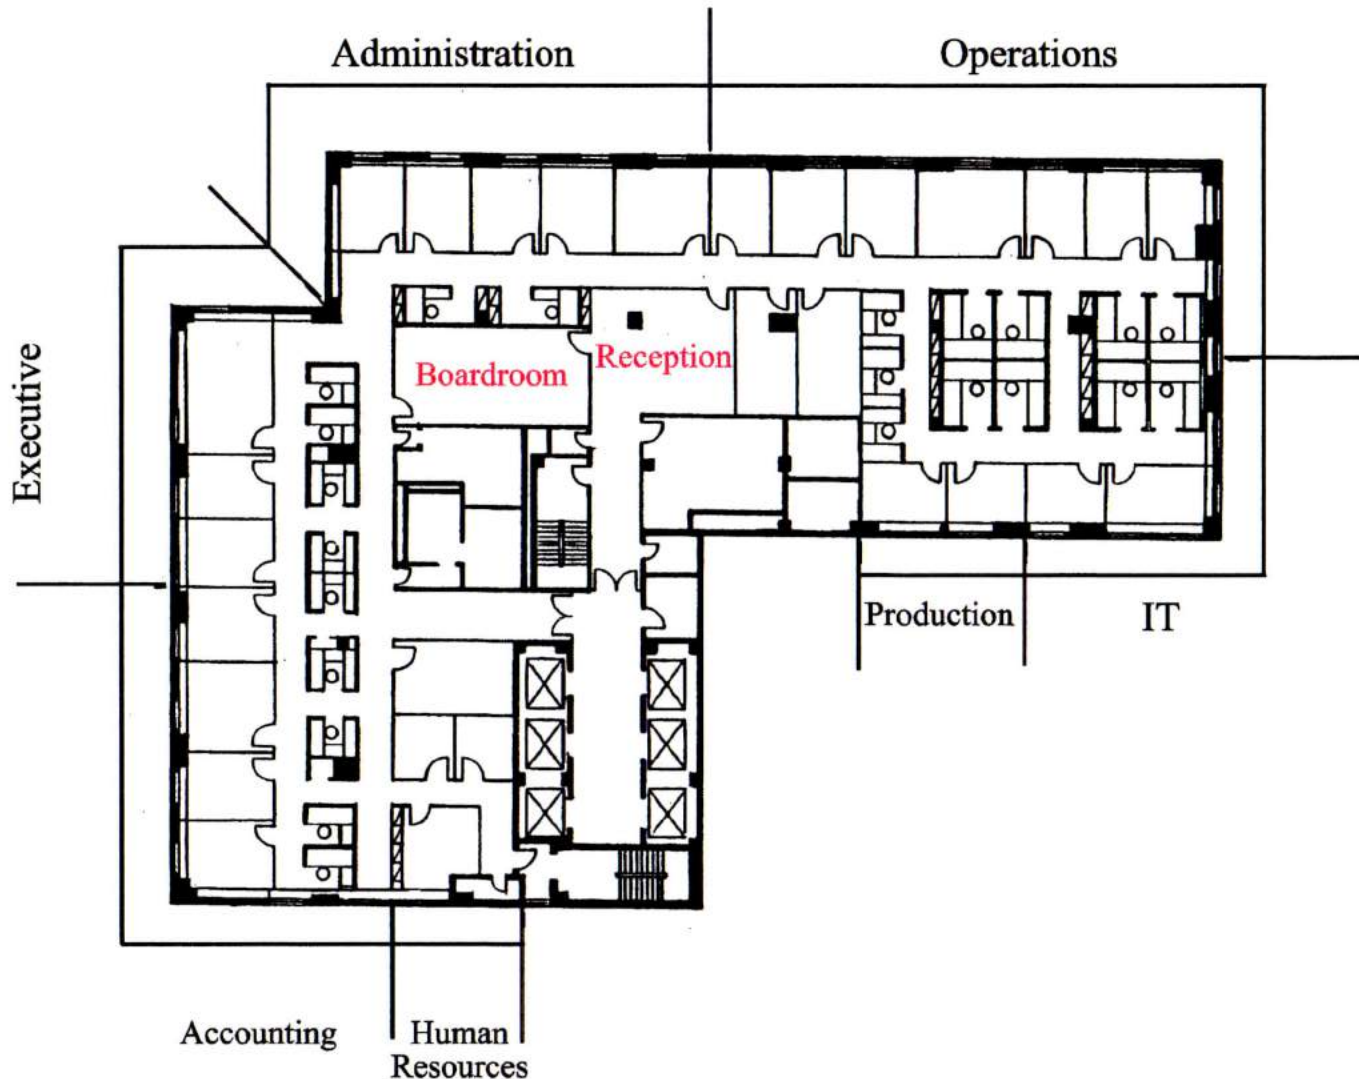 Administration
Operations
Executive
Boardroom
Reception
Production
IT
Accounting
Human
Resources